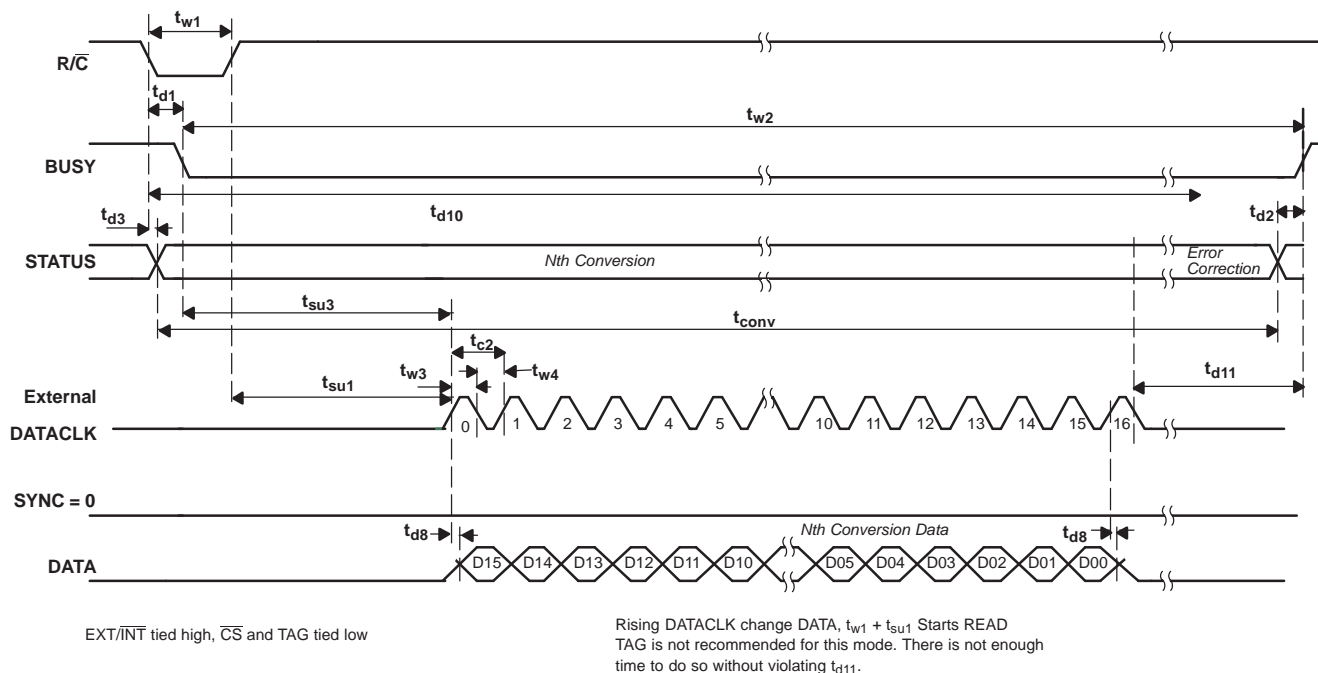 tw1
R/C̅
td1
tw2
BUSY
td3
td10
td2
STATUS
Nth Conversion
Error
Correction
tsu3
tconv
tc2
tw3
tw4
tsu1
td11
External
DATACLK
0 1 2 3 4 5 10 11 12 13 14 15 16
SYNC = 0
td8
Nth Conversion Data
td8
DATA
D15 D14 D13 D12 D11 D10 D05 D04 D03 D02 D01 D00
EXT/I̅N̅T̅ tied high, C̅S̅ and TAG tied low
Rising DATACLK change DATA, tw1 + tsu1 Starts READ
TAG is not recommended for this mode. There is not enough
time to do so without violating td11.